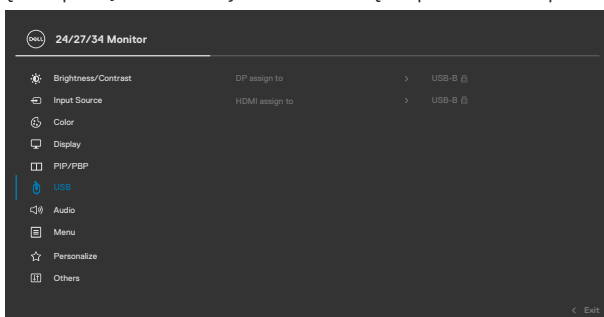 DELL 24/27/34 Monitor
Brightness/Contrast DP assign to > USB-B
Input Source HDMI assign to > USB-B
Color
Display
PIP/PBP
USB
Audio
Menu
Personalize
Others
< Exit